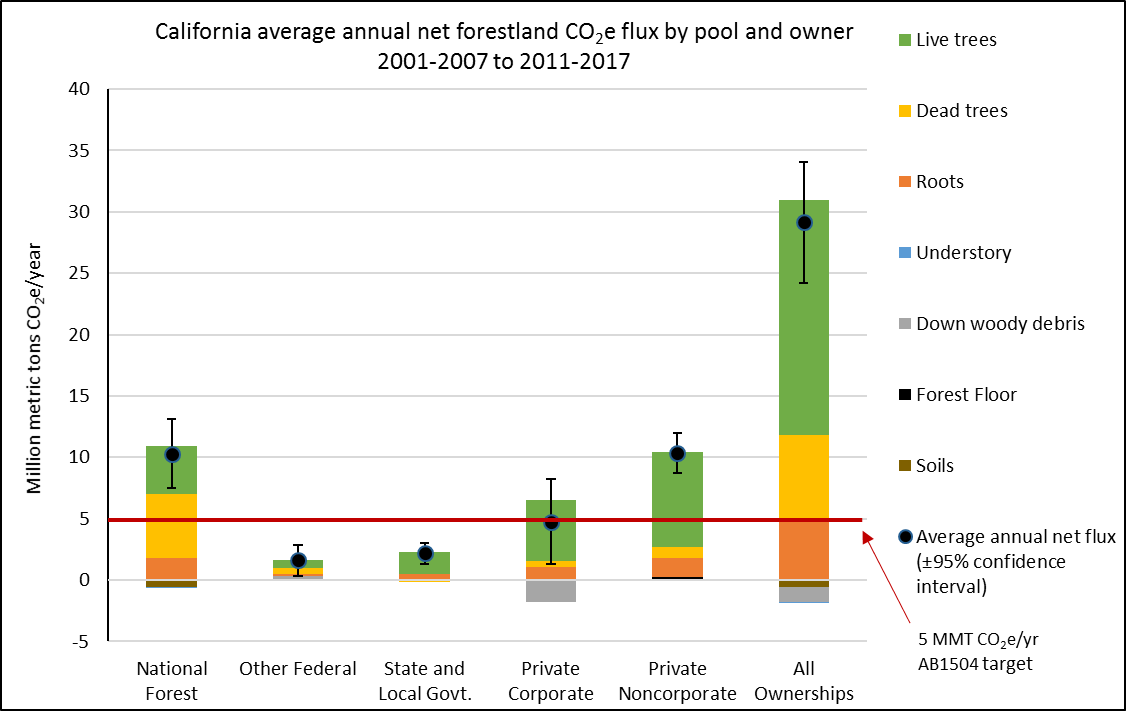 California average annual net forestland CO₂e flux by pool and owner
2001-2007 to 2011-2017
Million metric tons CO₂e/year
40
35
30
25
20
15
10
5
0
-5
National
Forest
Other Federal
State and
Local Govt.
Private
Corporate
Private
Noncorporate
All
Ownerships
Live trees
Dead trees
Roots
Understory
Down woody debris
Forest Floor
Soils
Average annual net flux
(±95% confidence
interval)
5 MMT CO₂e/yr
AB1504 target